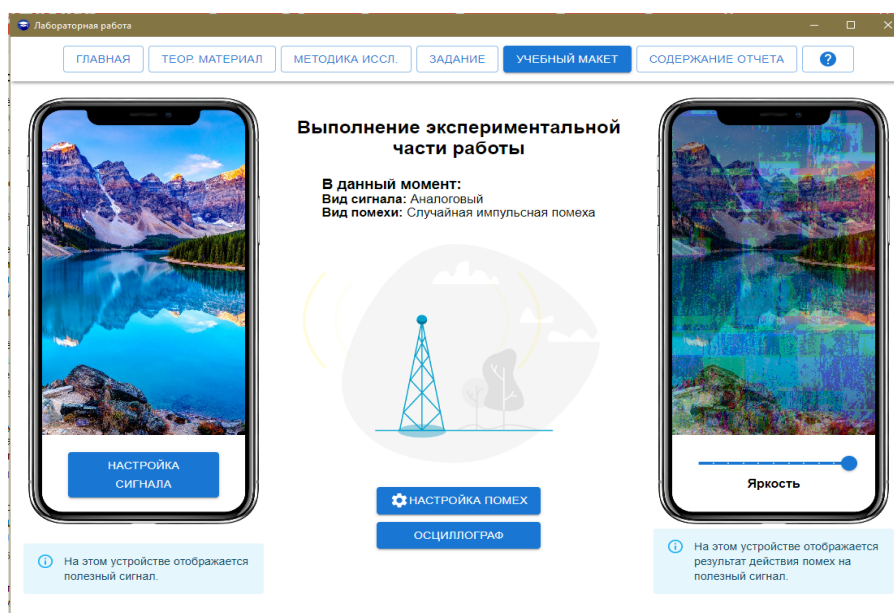 Лабораторная работа
ГЛАВНАЯ
ТЕОР. МАТЕРИАЛ
МЕТОДИКА ИССЛ.
ЗАДАНИЕ
УЧЕБНЫЙ МАКЕТ
СОДЕРЖАНИЕ ОТЧЕТА
?
Выполнение экспериментальной
части работы
В данный момент:
Вид сигнала: Аналоговый
Вид помехи: Случайная импульсная помеха
НАСТРОЙКА
СИГНАЛА
НАСТРОЙКА ПОМЕХ
ОСЦИЛЛОГРАФ
Яркость
На этом устройстве отображается
полезный сигнал.
На этом устройстве отображается
результат действия помех на
полезный сигнал.